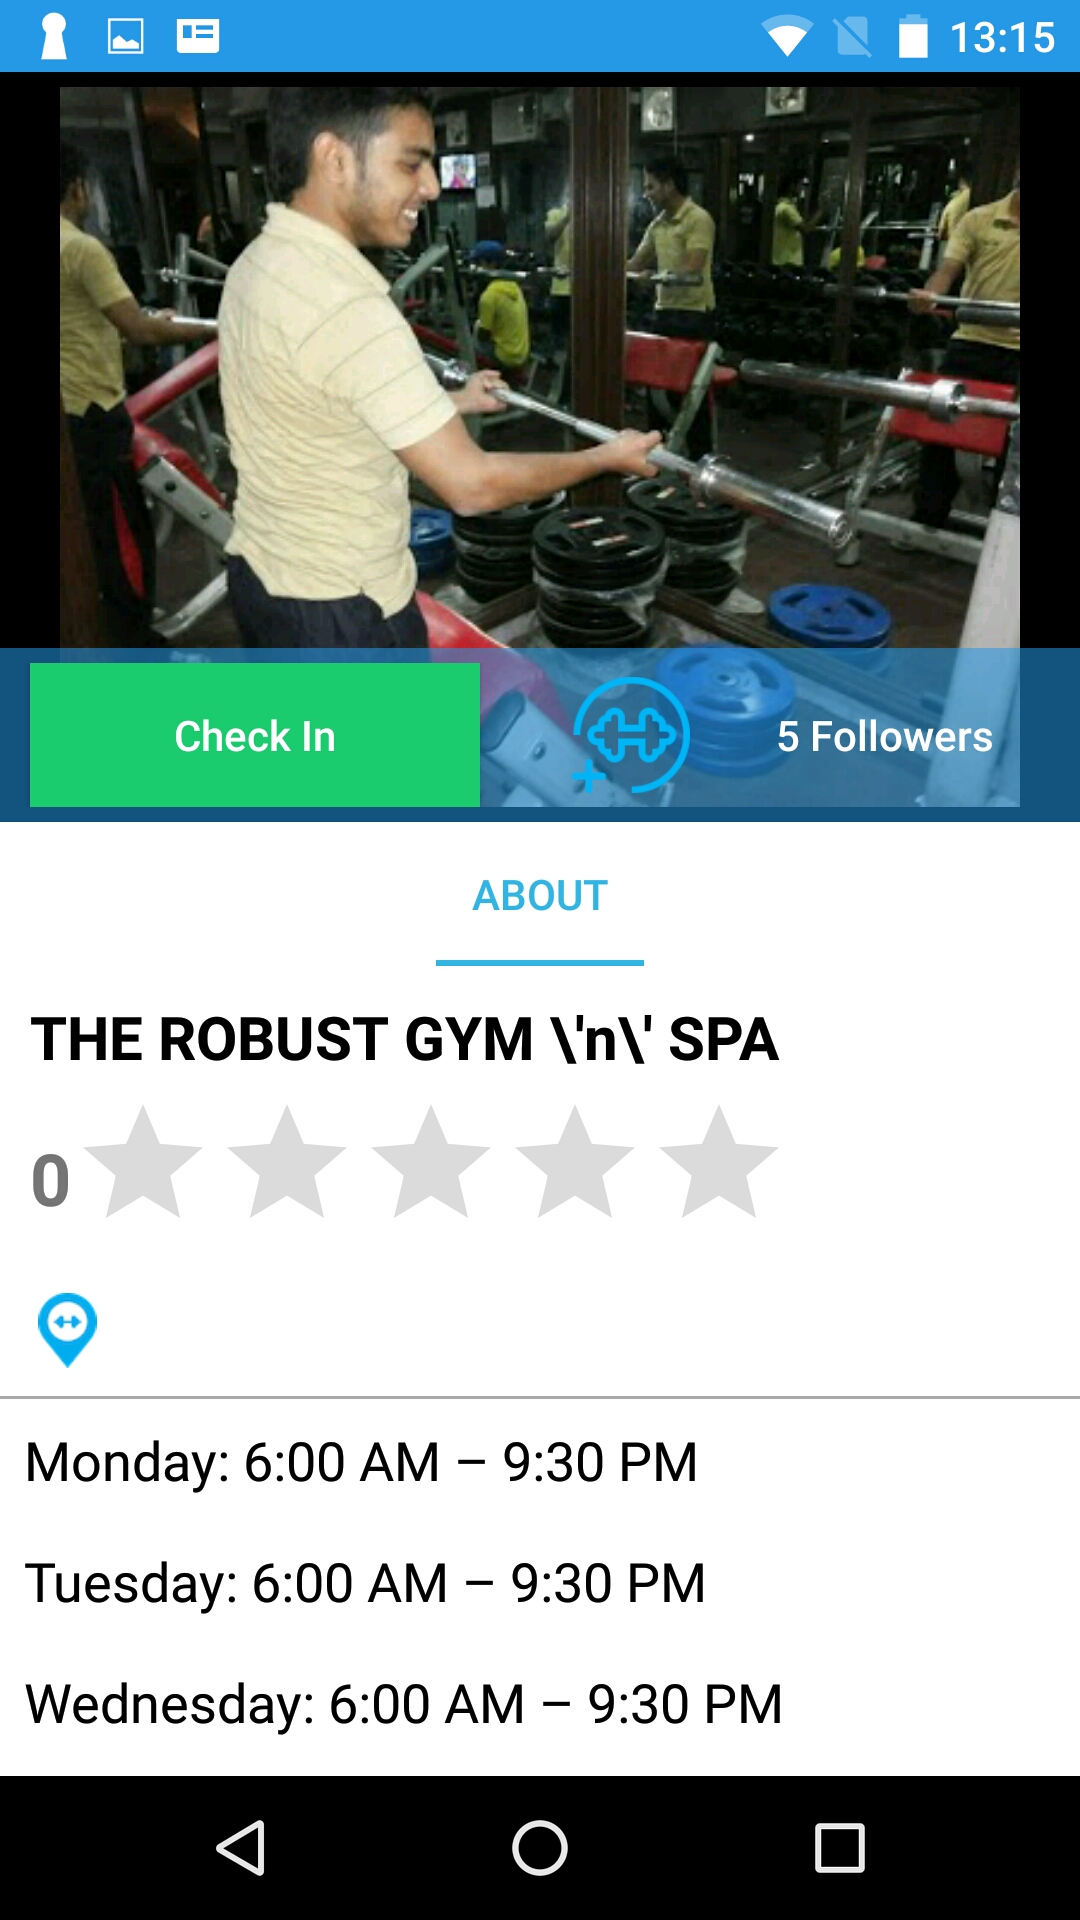 13:15
Check In
5 Followers
ABOUT
THE ROBUST GYM \'n\' SPA
0
Monday: 6:00 AM – 9:30 PM
Tuesday: 6:00 AM – 9:30 PM
Wednesday: 6:00 AM – 9:30 PM